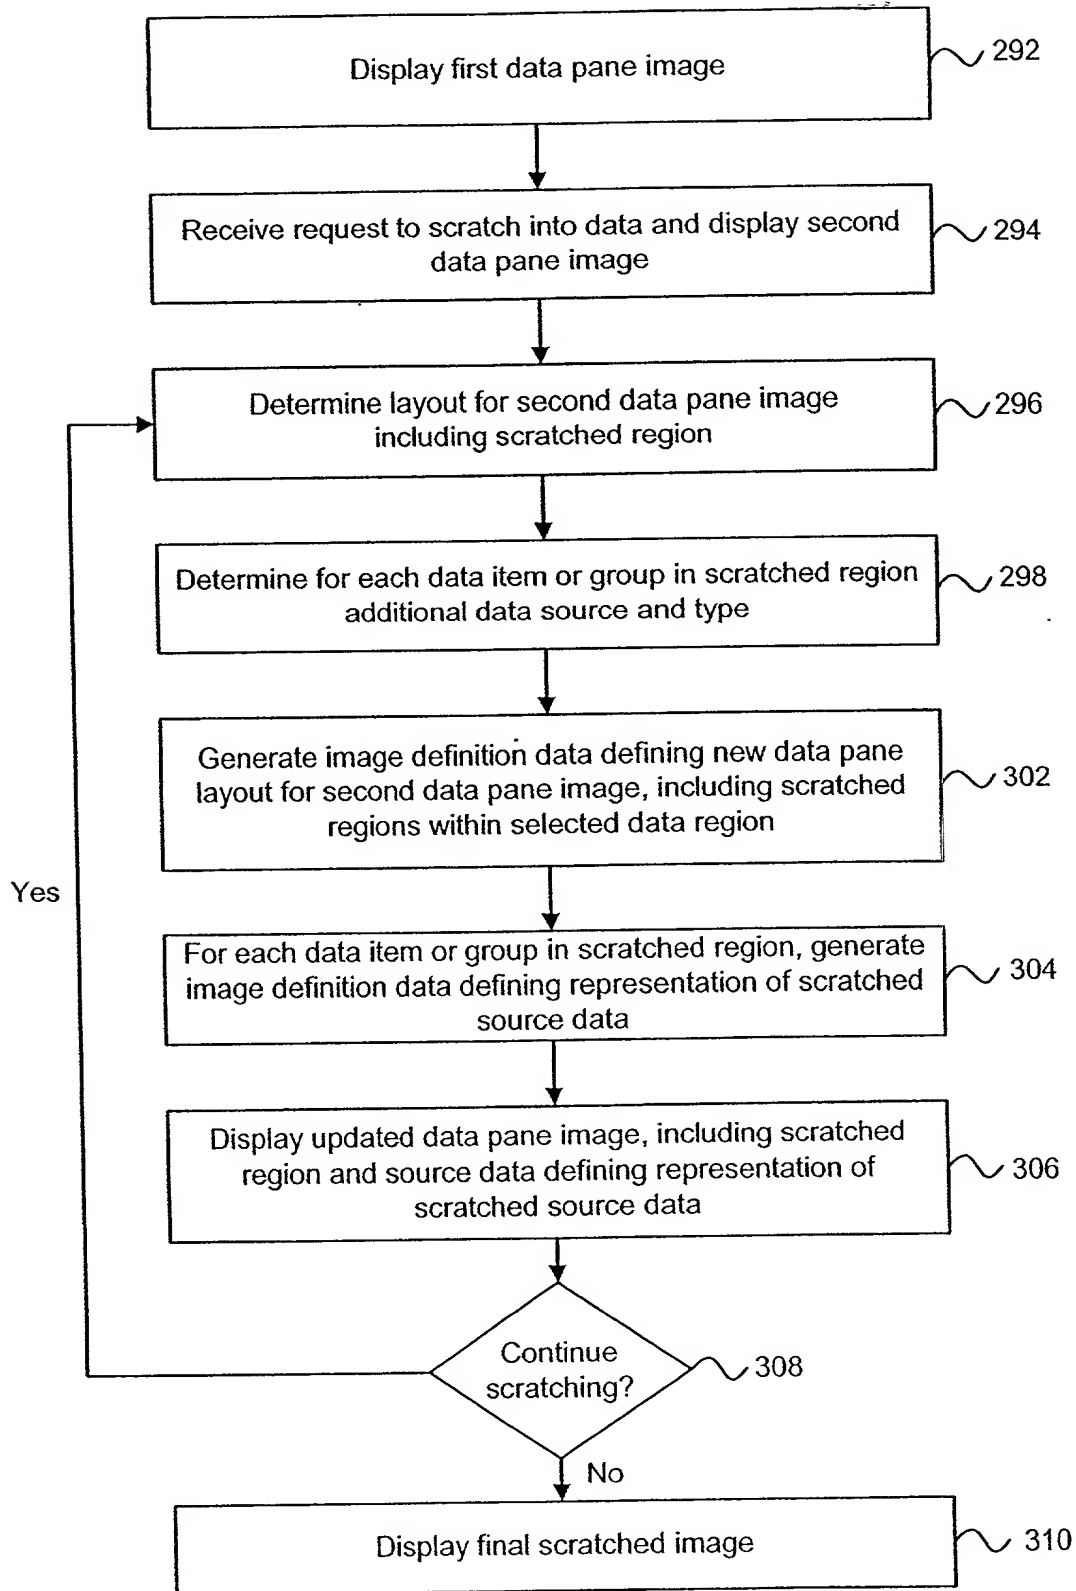 Display first data pane image
292
Receive request to scratch into data and display second
data pane image
294
Determine layout for second data pane image
including scratched region
296
Determine for each data item or group in scratched region
additional data source and type
298
Generate image definition data defining new data pane
layout for second data pane image, including scratched
regions within selected data region
302
Yes
For each data item or group in scratched region, generate
image definition data defining representation of scratched
source data
304
Display updated data pane image, including scratched
region and source data defining representation of
scratched source data
306
Continue
scratching?
308
No
Display final scratched image
310